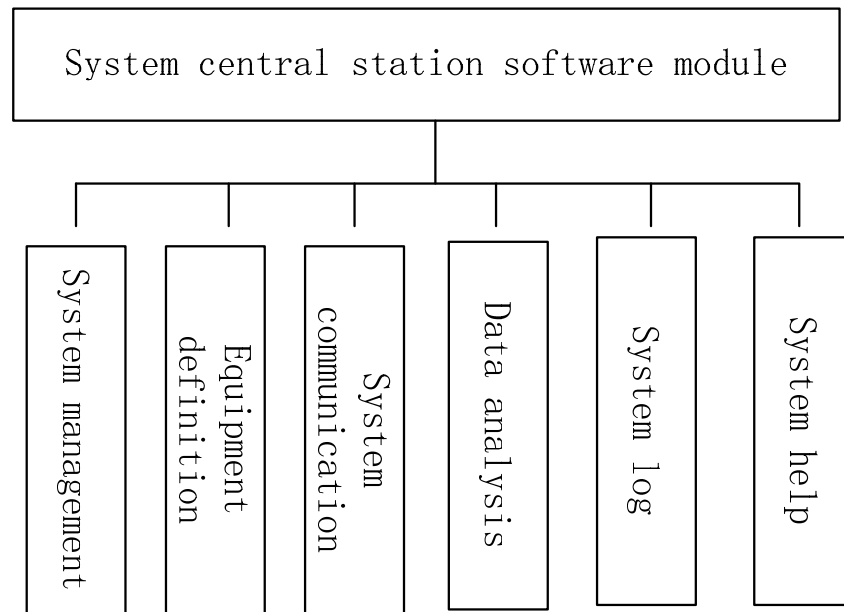 System central station software module
System management
Equipment
definition
System
communication
Data analysis
System log
System help